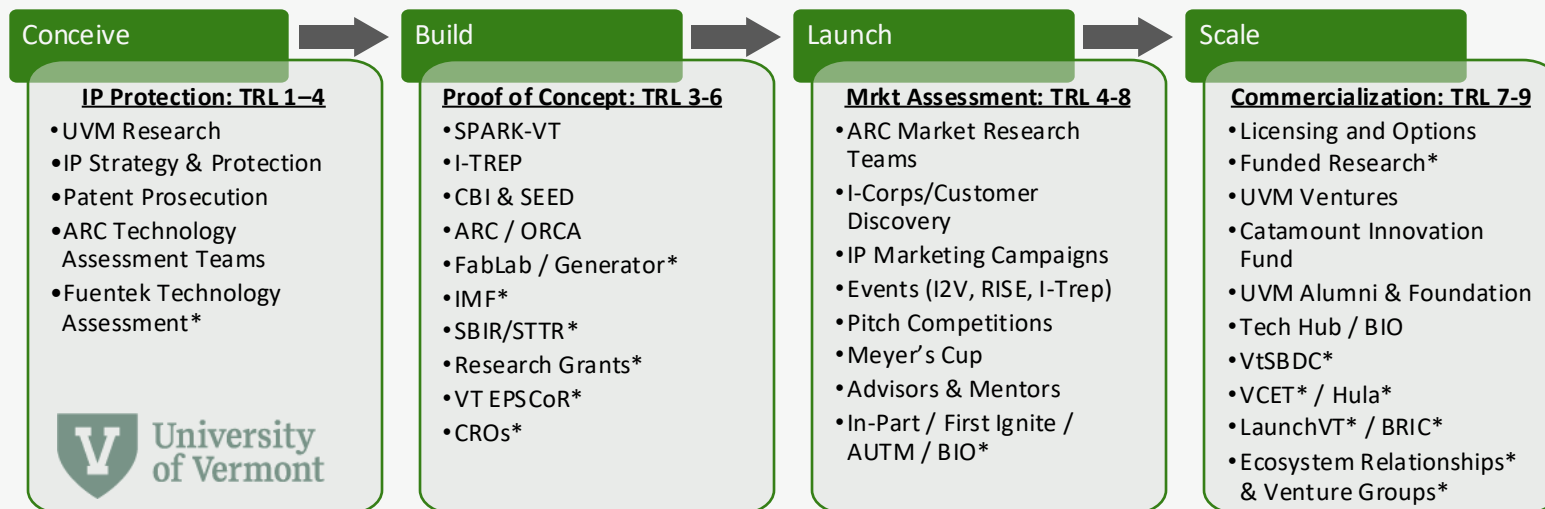 Conceive
IP Protection: TRL 1–4
•UVM Research
•IP Strategy & Protection
•Patent Prosecution
•ARC Technology
Assessment Teams
•Fuentek Technology
Assessment*
University
of Vermont
Build
Proof of Concept: TRL 3-6
•SPARK-VT
•I-TREP
•CBI & SEED
•ARC / ORCA
•FabLab / Generator*
•IMF*
•SBIR/STTR*
•Research Grants*
•VT EPSCoR*
•CROs*
Launch
Mrkt Assessment: TRL 4-8
•ARC Market Research
Teams
•I-Corps/Customer
Discovery
•IP Marketing Campaigns
•Events (I2V, RISE, I-Trep)
•Pitch Competitions
•Meyer’s Cup
•Advisors & Mentors
•In-Part / First Ignite /
AUTM / BIO*
Scale
Commercialization: TRL 7-9
•Licensing and Options
•Funded Research*
•UVM Ventures
•Catamount Innovation
Fund
•UVM Alumni & Foundation
•Tech Hub / BIO
•VtSBDC*
•VCET* / Hula*
•LaunchVT* / BRIC*
•Ecosystem Relationships*
& Venture Groups*